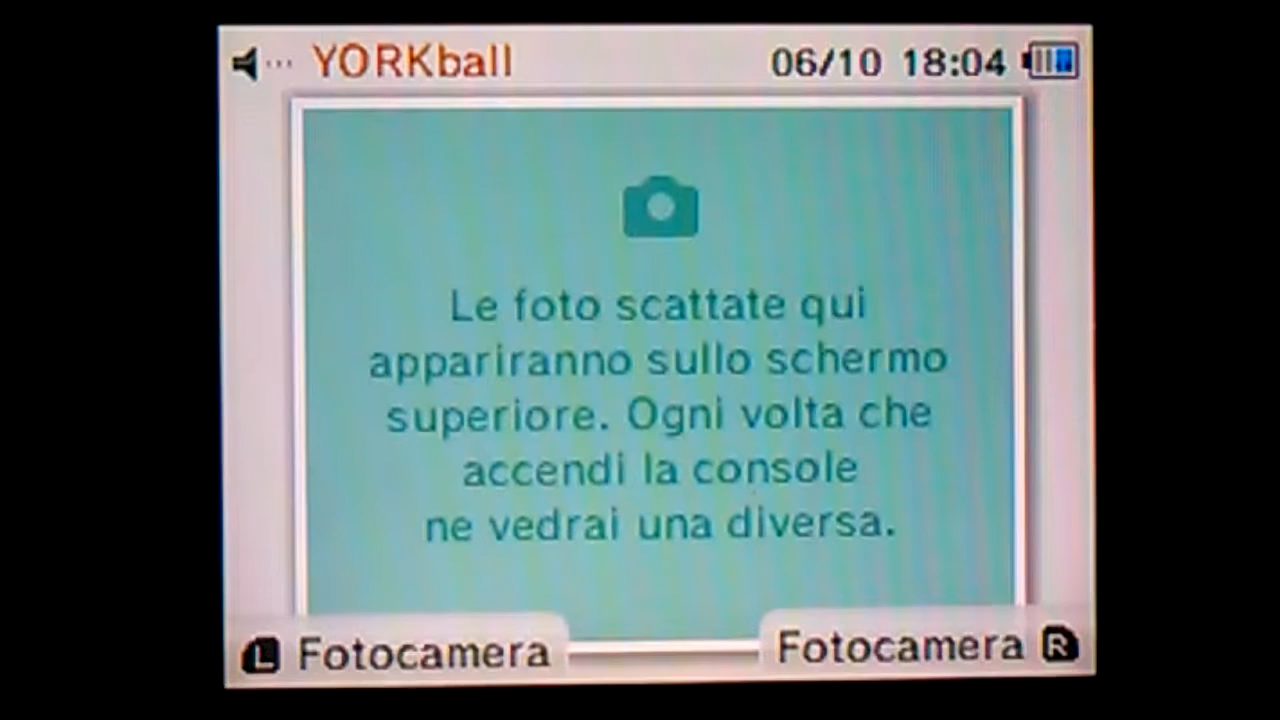 YORKball
06/10 18:04
Le foto scattate qui
appariranno sullo schermo
superiore. Ogni volta che
accendi la console
ne vedrai una diversa.
L Fotocamera
Fotocamera R